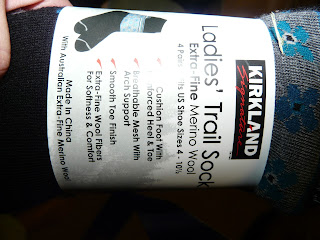 KIRKLAND
Signature
Ladies' Trail Sock
Extra-Fine Merino Wool
4 Pairs Fits US Shoe Sizes 4 - 10½
Cushion Foot With
Reinforced Heel & Toe
Breathable Mesh With
Arch Support
Smooth Toe Finish
Extra-Fine Wool Fibers
For Softness & Comfort
Made In China
With Australian Extra-Fine Merino Wool